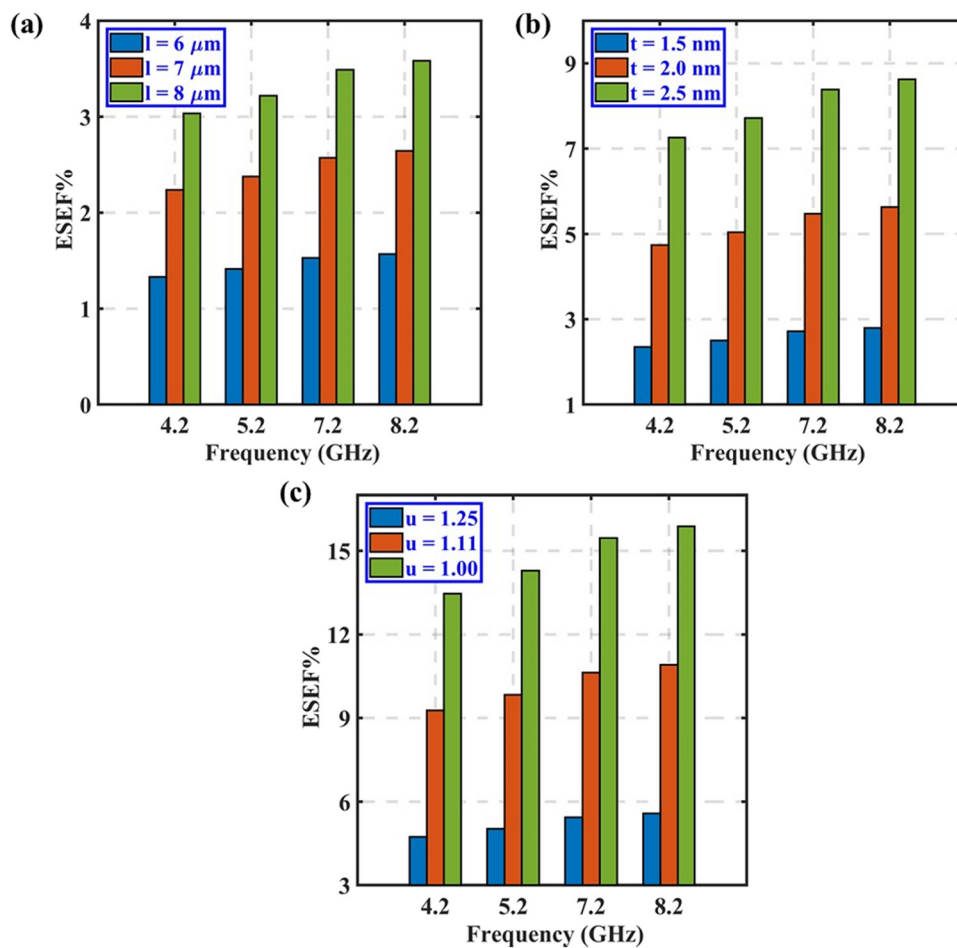 (a)
4
3
2
1
0
ESEF%
l = 6 μm
l = 7 μm
l = 8 μm
4.2 5.2 7.2 8.2
Frequency (GHz)
(b)
9
7
5
3
1
ESEF%
t = 1.5 nm
t = 2.0 nm
t = 2.5 nm
4.2 5.2 7.2 8.2
Frequency (GHz)
(c)
15
12
9
6
3
ESEF%
u = 1.25
u = 1.11
u = 1.00
4.2 5.2 7.2 8.2
Frequency (GHz)